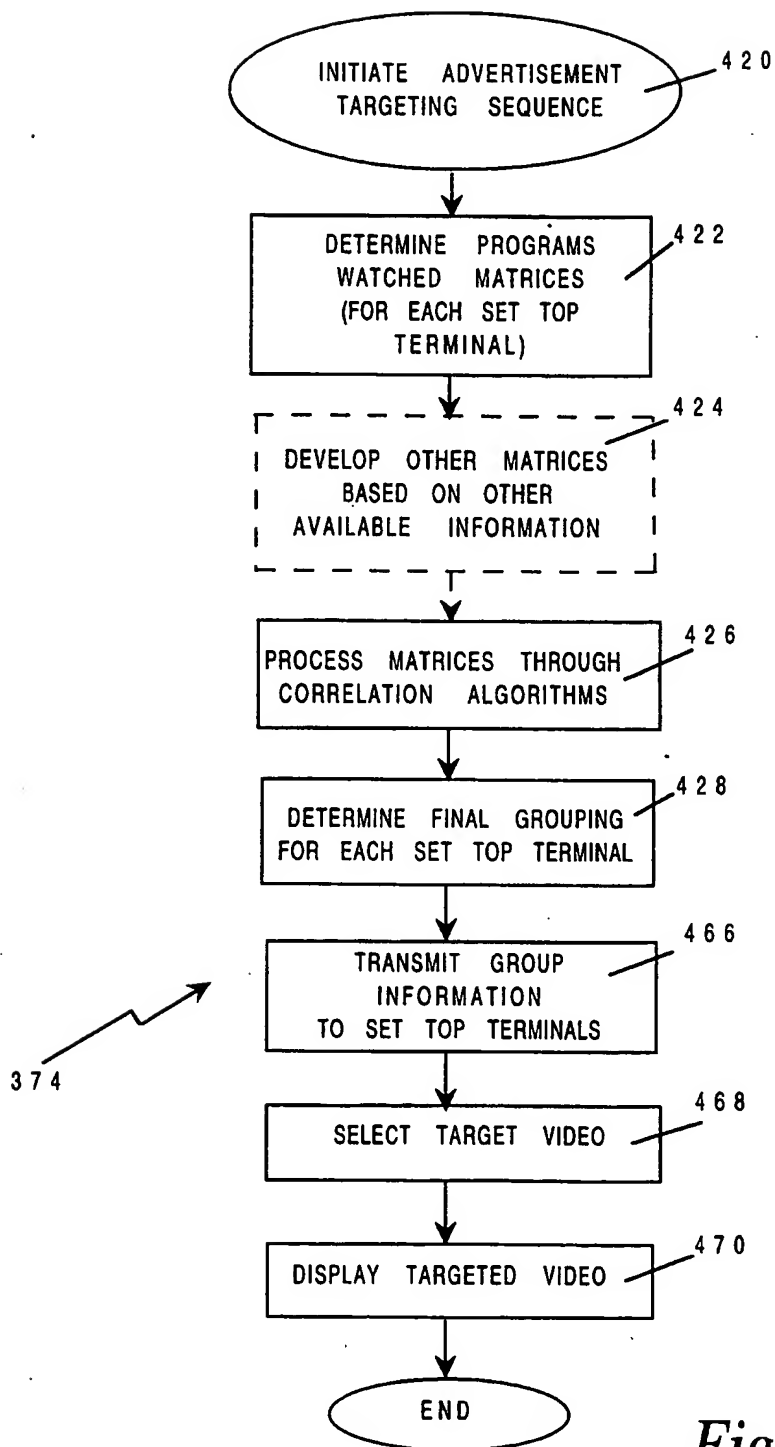 INITIATE ADVERTISEMENT
TARGETING SEQUENCE
420
DETERMINE PROGRAMS
WATCHED MATRICES
(FOR EACH SET TOP
TERMINAL)
422
DEVELOP OTHER MATRICES
BASED ON OTHER
AVAILABLE INFORMATION
424
PROCESS MATRICES THROUGH
CORRELATION ALGORITHMS
426
DETERMINE FINAL GROUPING
FOR EACH SET TOP TERMINAL
428
TRANSMIT GROUP
INFORMATION
TO SET TOP TERMINALS
466
374
SELECT TARGET VIDEO
468
DISPLAY TARGETED VIDEO
470
END
Fig